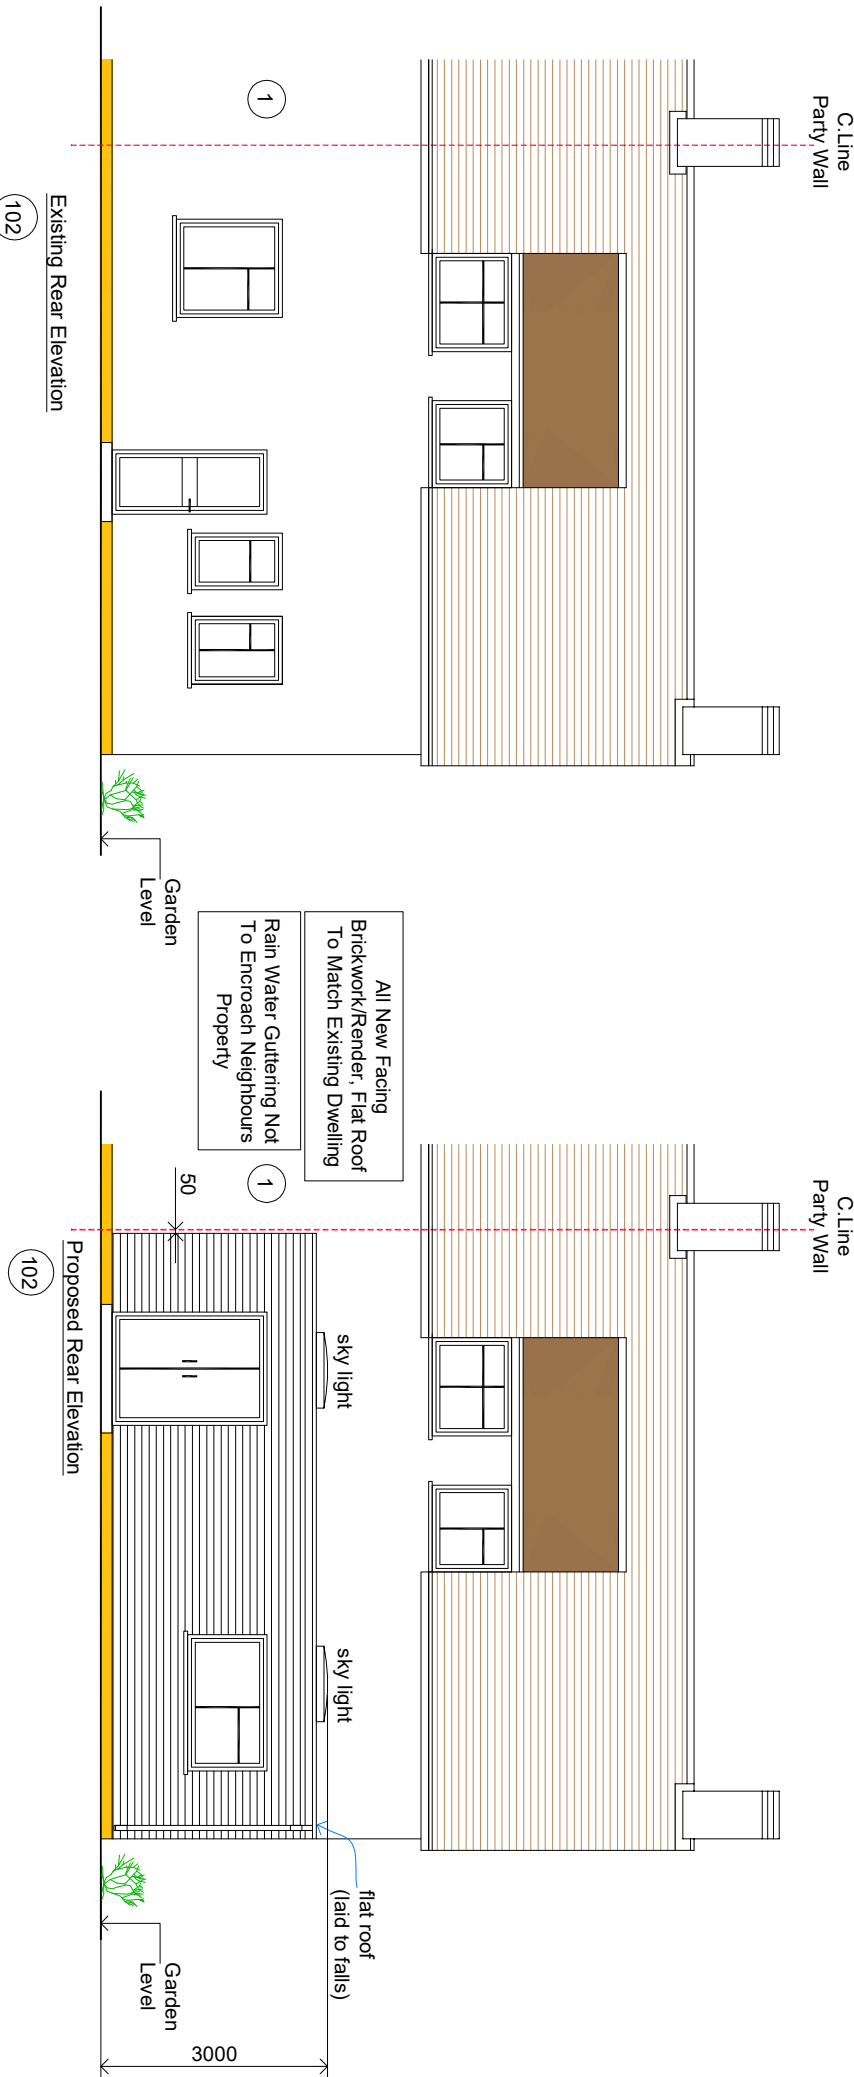 C.Line
Party Wall
1
Existing Rear Elevation
102
Garden
Level
All New Facing
Brickwork/Render, Flat Roof
To Match Existing Dwelling
Rain Water Guttering Not
To Encroach Neighbours
Property
C.Line
Party Wall
1
50
sky light
sky light
flat roof
(laid to falls)
Garden
Level
3000
Proposed Rear Elevation
102